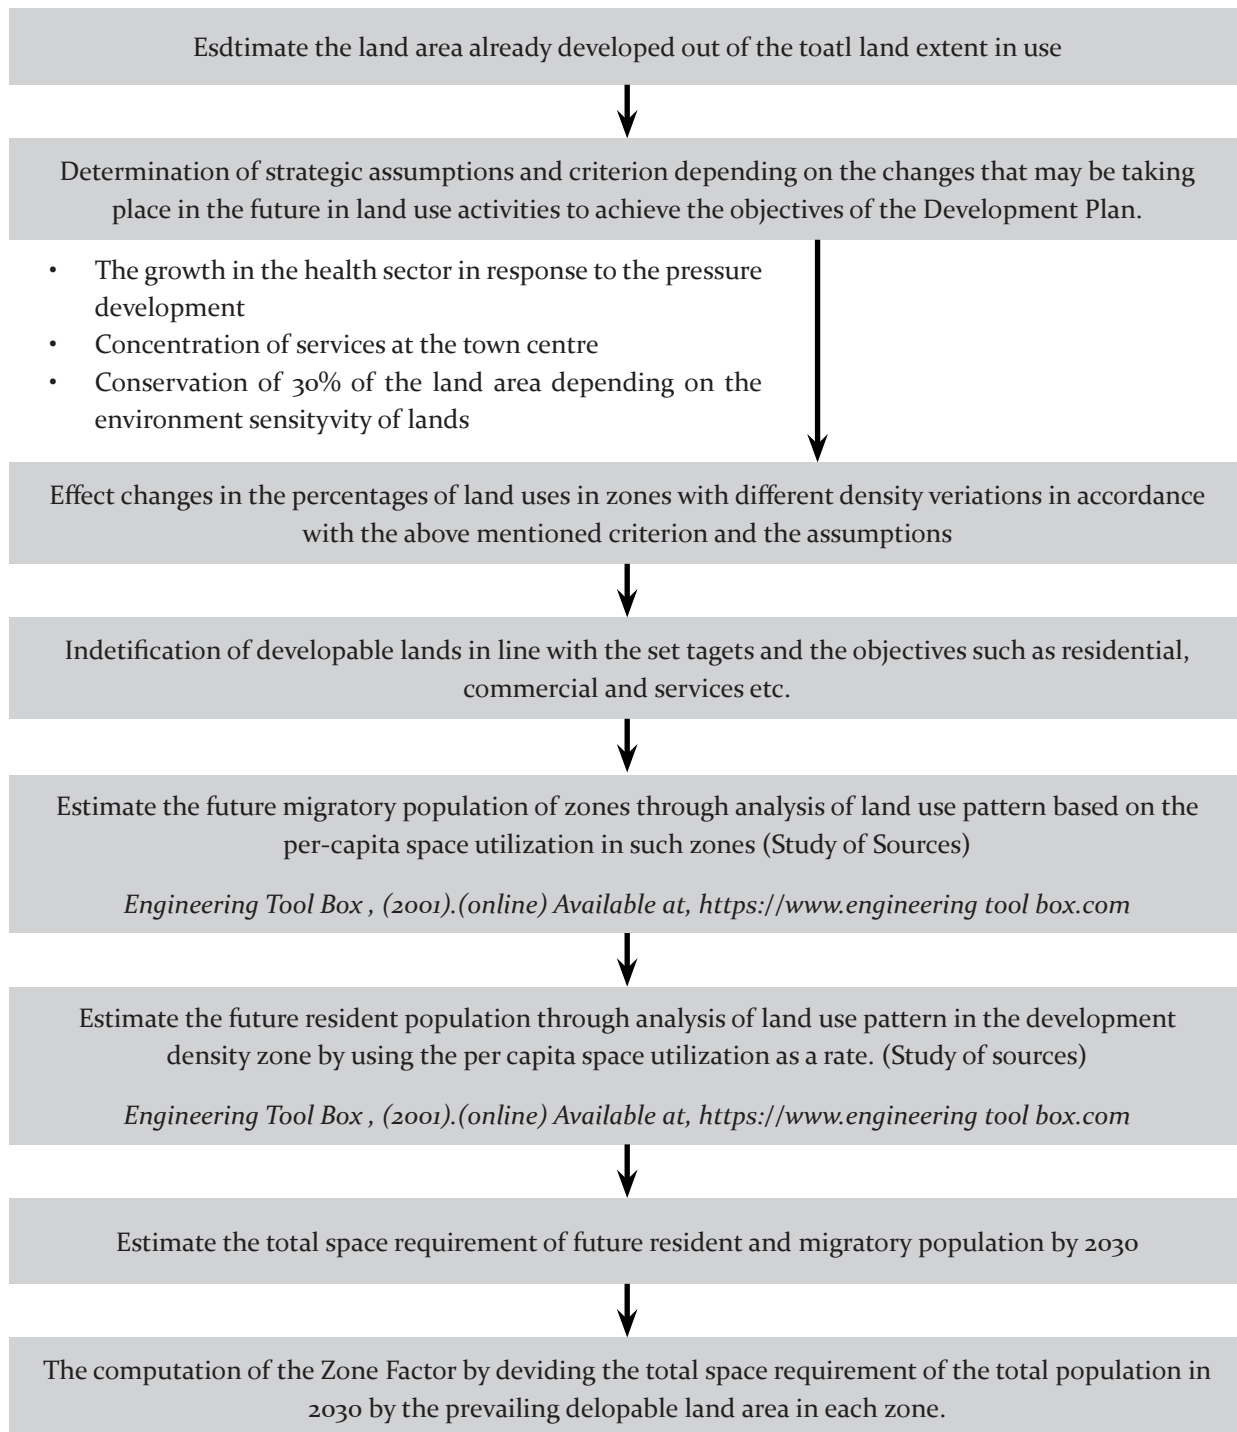 Esdtimate the land area already developed out of the toatl land extent in use
Determination of strategic assumptions and criterion depending on the changes that may be taking
place in the future in land use activities to achieve the objectives of the Development Plan.
• The growth in the health sector in response to the pressure
development
• Concentration of services at the town centre
• Conservation of 30% of the land area depending on the
environment sensityvity of lands
Effect changes in the percentages of land uses in zones with different density veriations in accordance
with the above mentioned criterion and the assumptions
Indetification of developable lands in line with the set tagets and the objectives such as residential,
commercial and services etc.
Estimate the future migratory population of zones through analysis of land use pattern based on the
per-capita space utilization in such zones (Study of Sources)
Engineering Tool Box , (2001).(online) Available at, https://www.engineering tool box.com
Estimate the future resident population through analysis of land use pattern in the development
density zone by using the per capita space utilization as a rate. (Study of sources)
Engineering Tool Box , (2001).(online) Available at, https://www.engineering tool box.com
Estimate the total space requirement of future resident and migratory population by 2030
The computation of the Zone Factor by deviding the total space requirement of the total population in
2030 by the prevailing delopable land area in each zone.